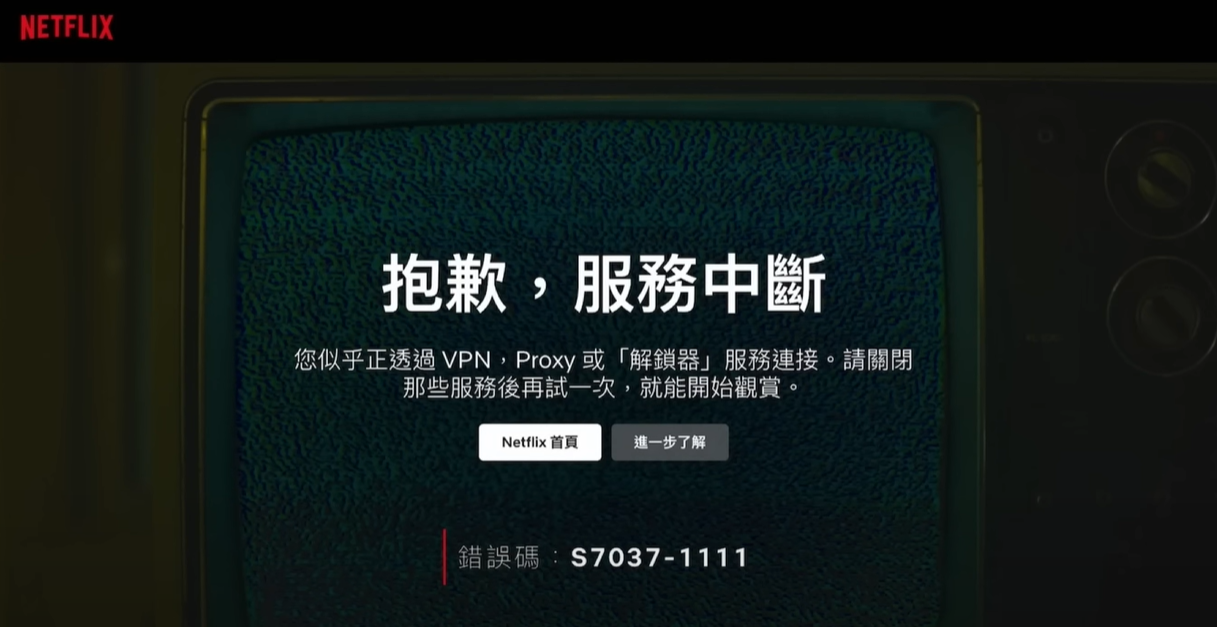 NETFLIX
抱歉，服務中斷
您似乎正透過 VPN，Proxy 或「解鎖器」服務連接。請關閉
那些服務後再試一次，就能開始觀賞。
Netflix 首頁
進一步了解
錯誤碼：S7037-1111